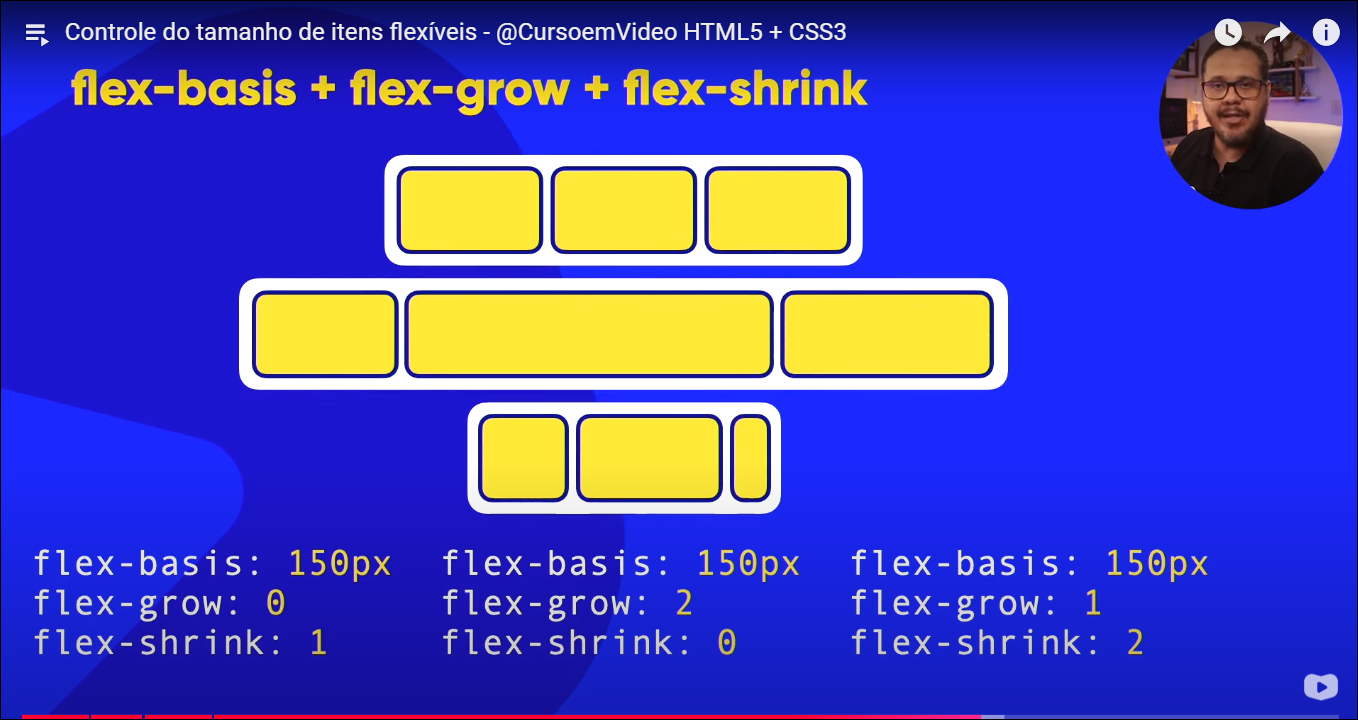 Controle do tamanho de itens flexíveis - @CursoemVideo HTML5 + CSS3
flex-basis + flex-grow + flex-shrink
flex-basis: 150px flex-basis: 150px flex-basis: 150px
flex-grow: 0 flex-grow: 2 flex-grow: 1
flex-shrink: 1 flex-shrink: 0 flex-shrink: 2